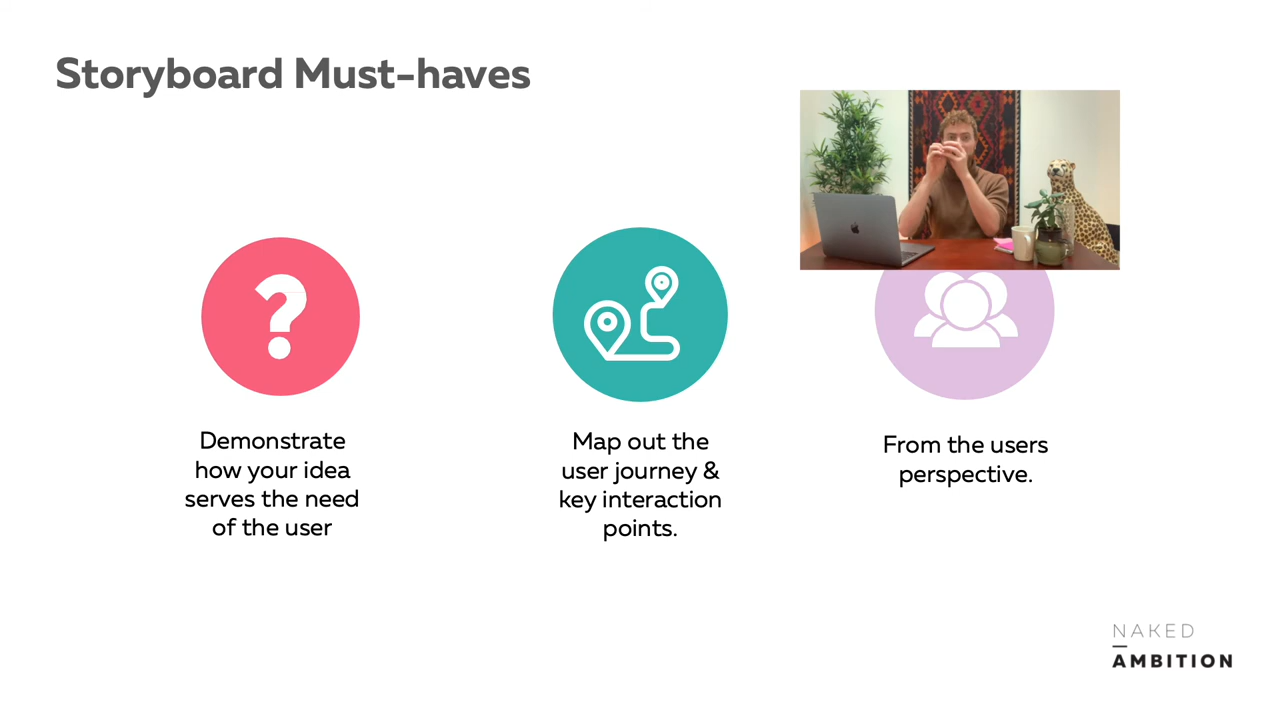 Storyboard Must-haves
Demonstrate
how your idea
serves the need
of the user
Map out the
user journey &
key interaction
points.
From the users
perspective.
NAKED
AMBITION